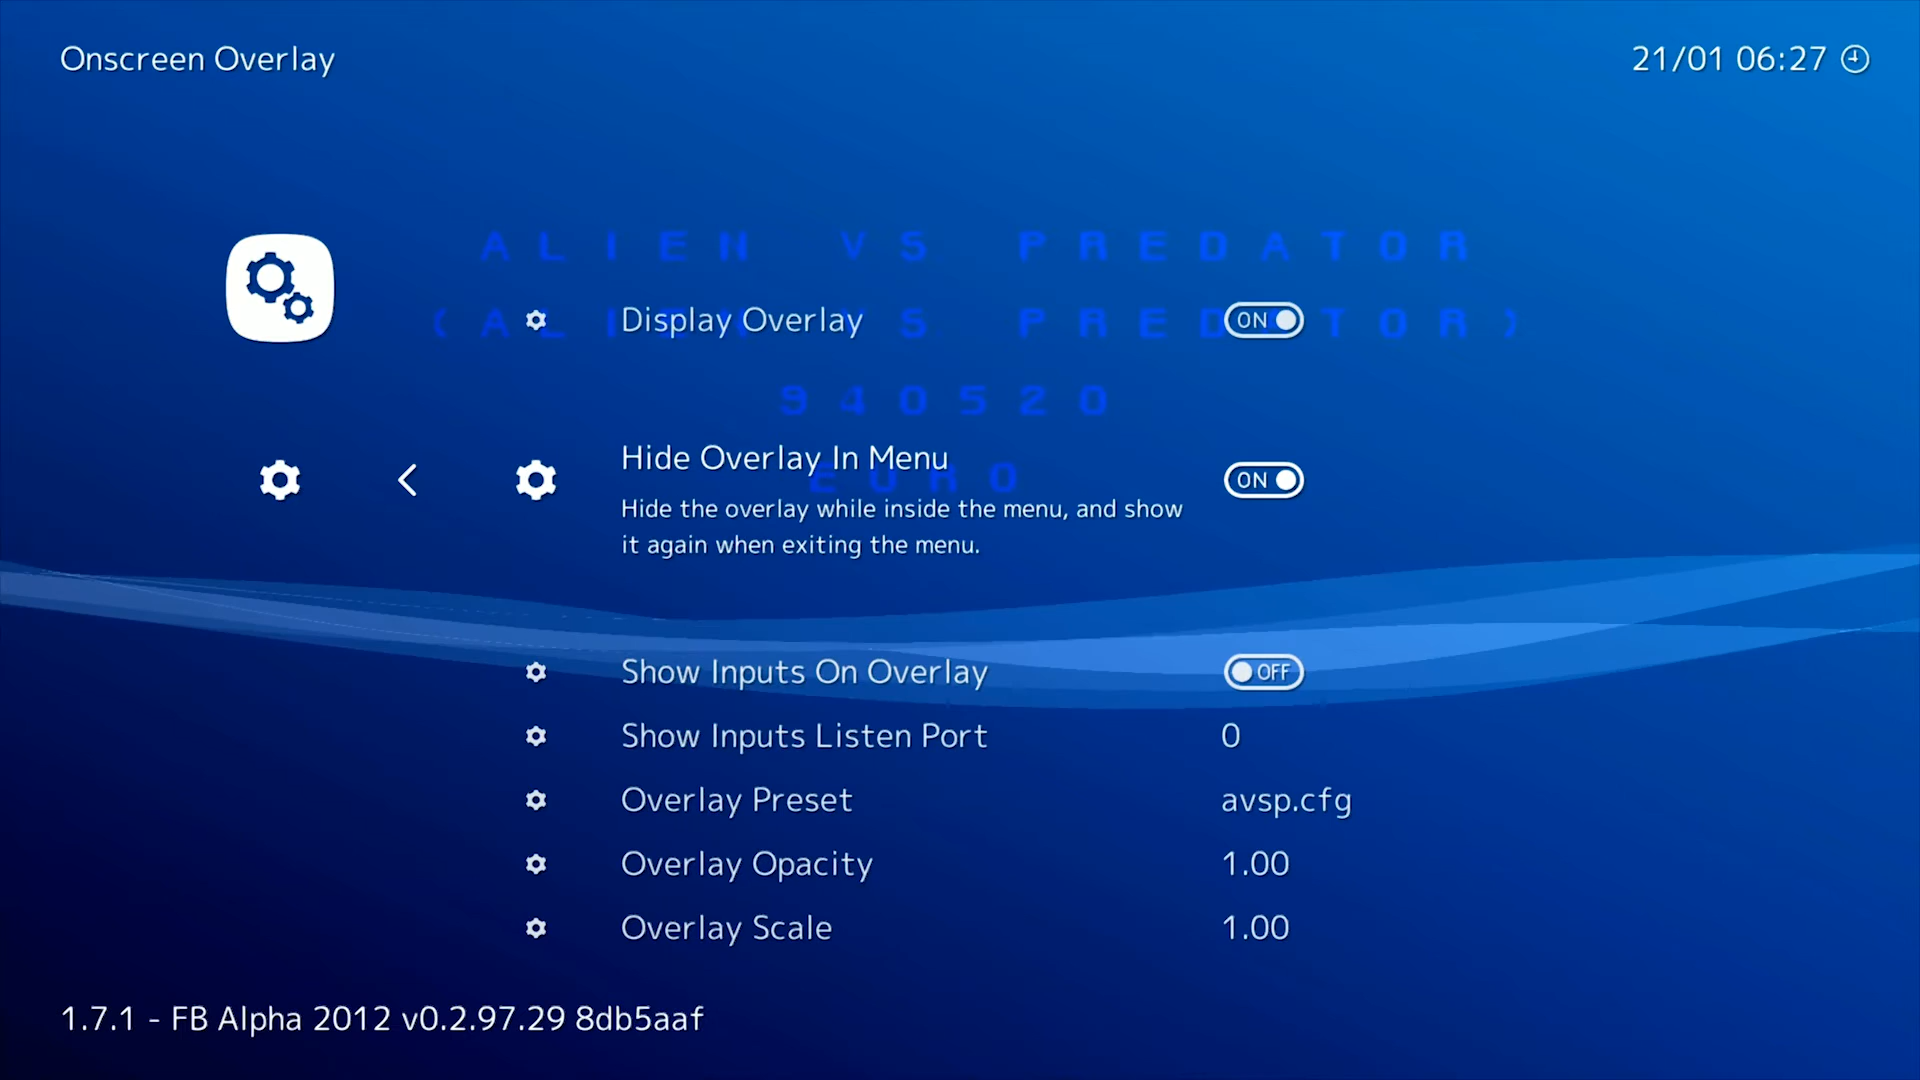 Onscreen Overlay
21/01 06:27
ALIEN VS PREDATOR
Display Overlay
ON
(ALIEN VS PREDATOR)
940520
Hide Overlay In Menu
ON
EURO
Hide the overlay while inside the menu, and show
it again when exiting the menu.
Show Inputs On Overlay
OFF
Show Inputs Listen Port
0
Overlay Preset
avsp.cfg
Overlay Opacity
1.00
Overlay Scale
1.00
1.7.1 - FB Alpha 2012 v0.2.97.29 8db5aaf